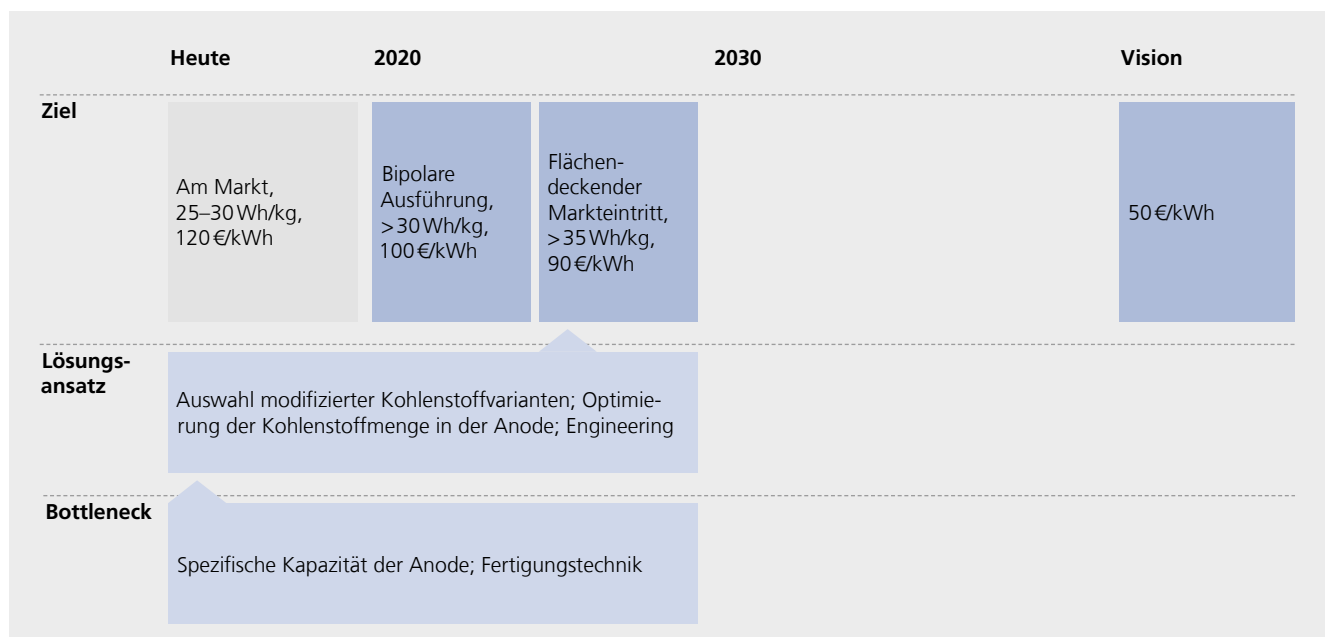 Heute
2020
2030
Vision
Ziel
Am Markt,
25–30 Wh/kg,
120 €/kWh
Bipolare
Ausführung,
>30 Wh/kg,
100 €/kWh
Flächen-
deckender
Markteintritt,
>35 Wh/kg,
90 €/kWh
50 €/kWh
Lösungs-
ansatz
Auswahl modifizierter Kohlenstoffvarianten; Optimie-
rung der Kohlenstoffmenge in der Anode; Engineering
Bottleneck
Spezifische Kapazität der Anode; Fertigungstechnik